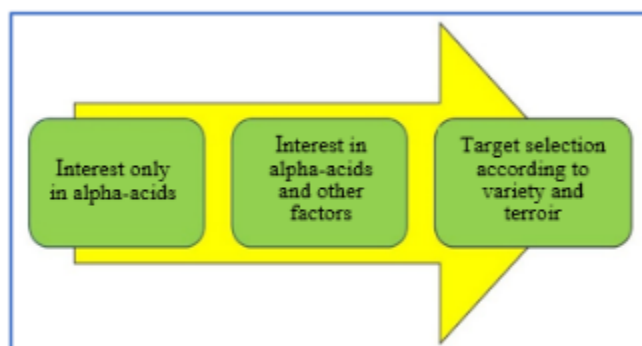 Interest only
in alpha-acids
Interest in
alpha-acids
and other
factors
Target selection
according to
variety and
terroir